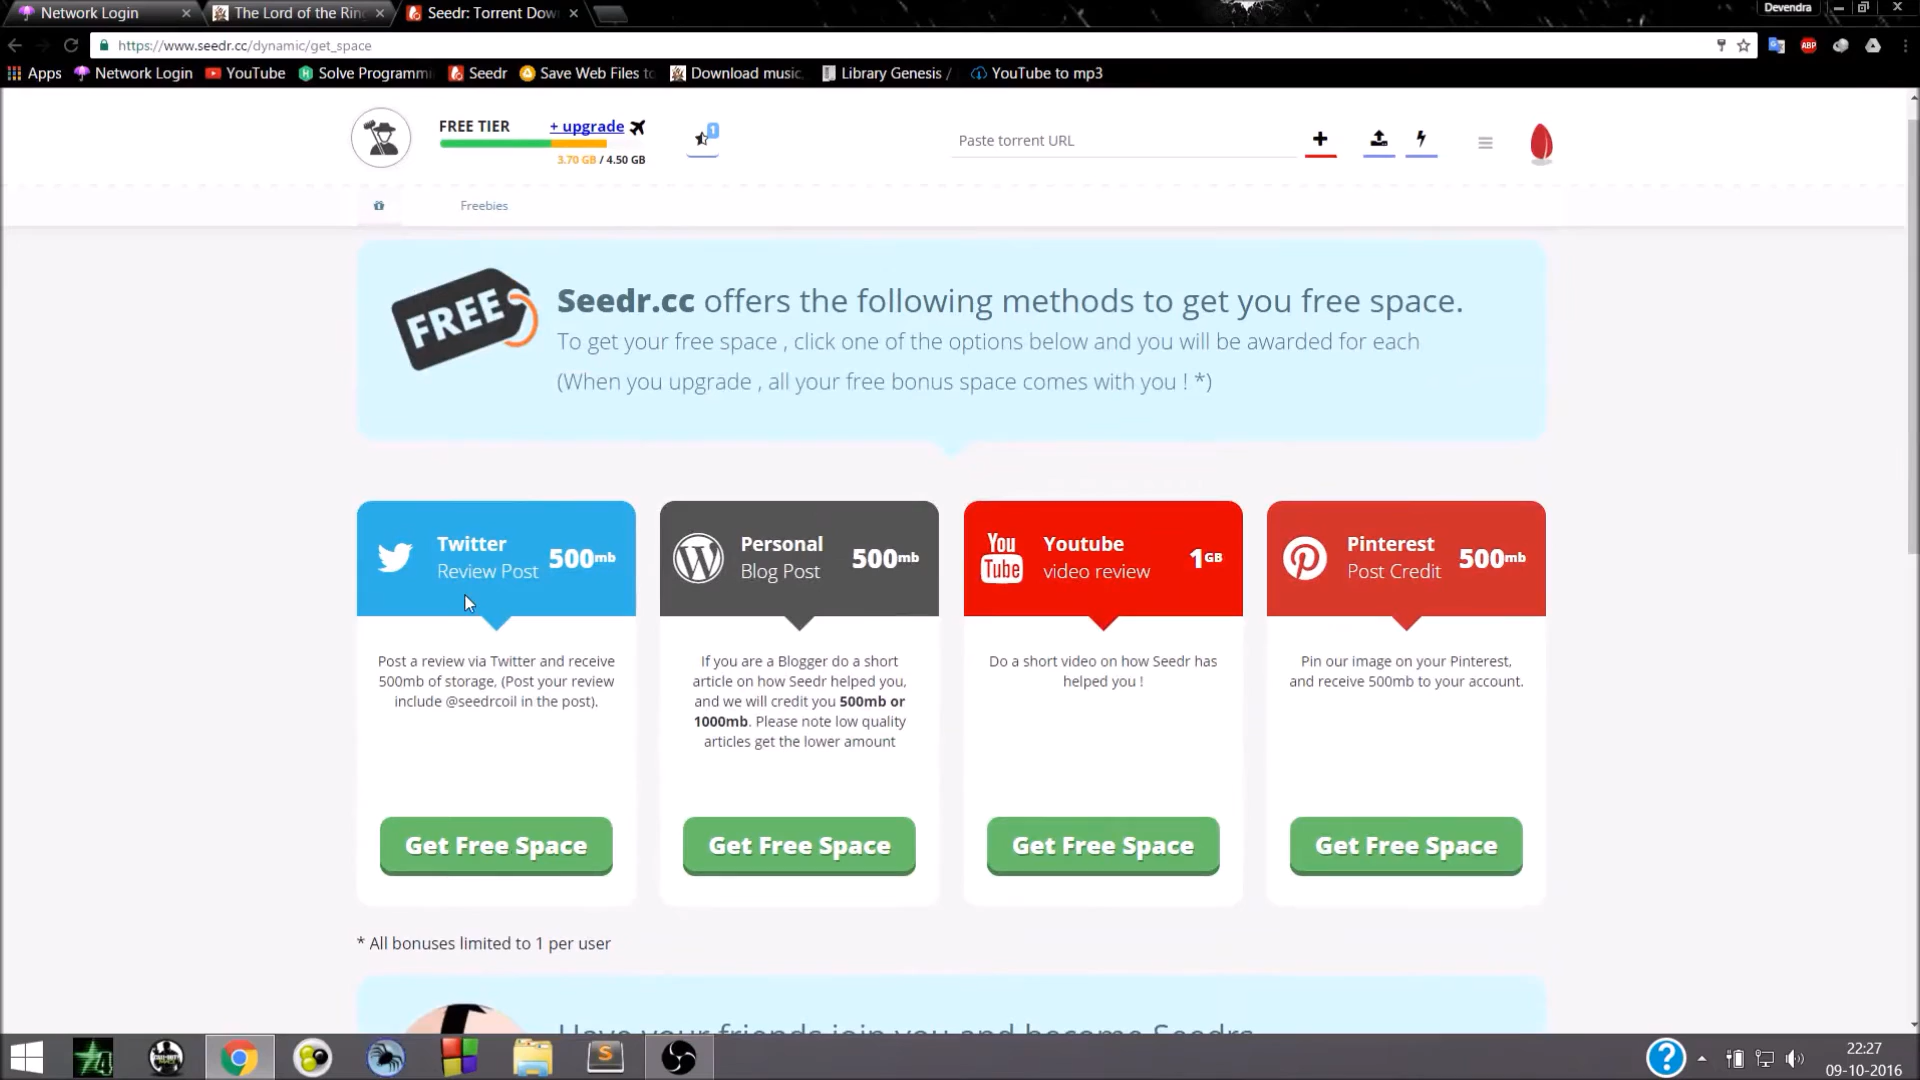 Network Login
The Lord of the Rin
Seedr: Torrent Dow
Devendra
https://www.seedr.cc/dynamic/get_space
ABP
Apps
Network Login
YouTube
Solve Programmi
Seedr
Save Web Files to
Download music,
Library Genesis /
YouTube to mp3
FREE TIER
+ upgrade
3.70 GB / 4.50 GB
1
Paste torrent URL
Freebies
FREE
Seedr.cc offers the following methods to get you free space.
To get your free space , click one of the options below and you will be awarded for each
(When you upgrade , all your free bonus space comes with you ! *)
Twitter
Review Post
500mb
Post a review via Twitter and receive
500mb of storage, (Post your review
include @seedrcoil in the post).
Get Free Space
Personal
Blog Post
500mb
If you are a Blogger do a short
article on how Seedr helped you,
and we will credit you 500mb or
1000mb. Please note low quality
articles get the lower amount
Get Free Space
You
Tube
Youtube
video review
1GB
Do a short video on how Seedr has
helped you !
Get Free Space
Pinterest
Post Credit
500mb
Pin our image on your Pinterest,
and receive 500mb to your account.
Get Free Space
* All bonuses limited to 1 per user
Have your friends join you and become Seedrs
22:27
09-10-2016